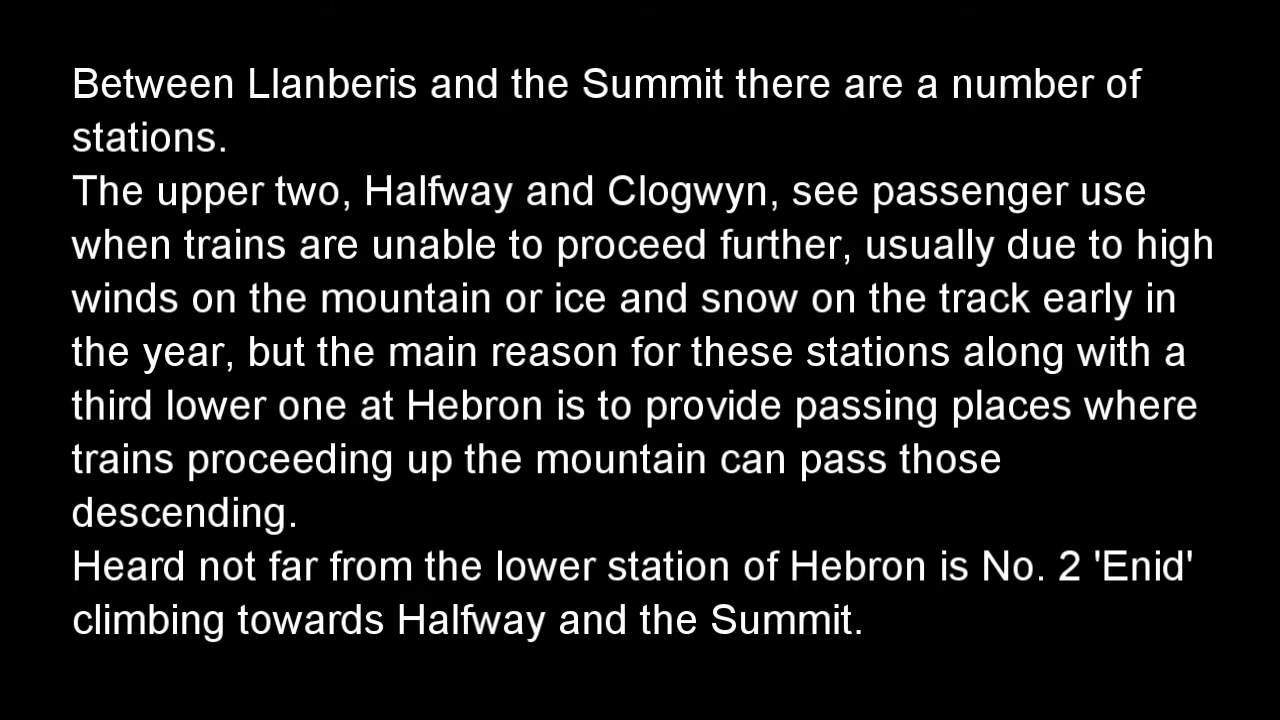 Between Llanberis and the Summit there are a number of
stations.
The upper two, Halfway and Clogwyn, see passenger use
when trains are unable to proceed further, usually due to high
winds on the mountain or ice and snow on the track early in
the year, but the main reason for these stations along with a
third lower one at Hebron is to provide passing places where
trains proceeding up the mountain can pass those
descending.
Heard not far from the lower station of Hebron is No. 2 'Enid'
climbing towards Halfway and the Summit.